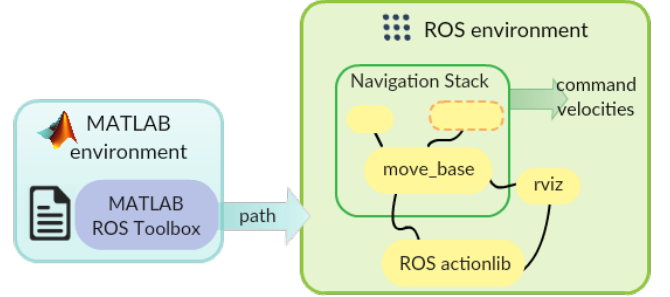 MATLAB
environment
MATLAB
ROS Toolbox
path
ROS environment
Navigation Stack
move_base
rviz
ROS actionlib
command
velocities